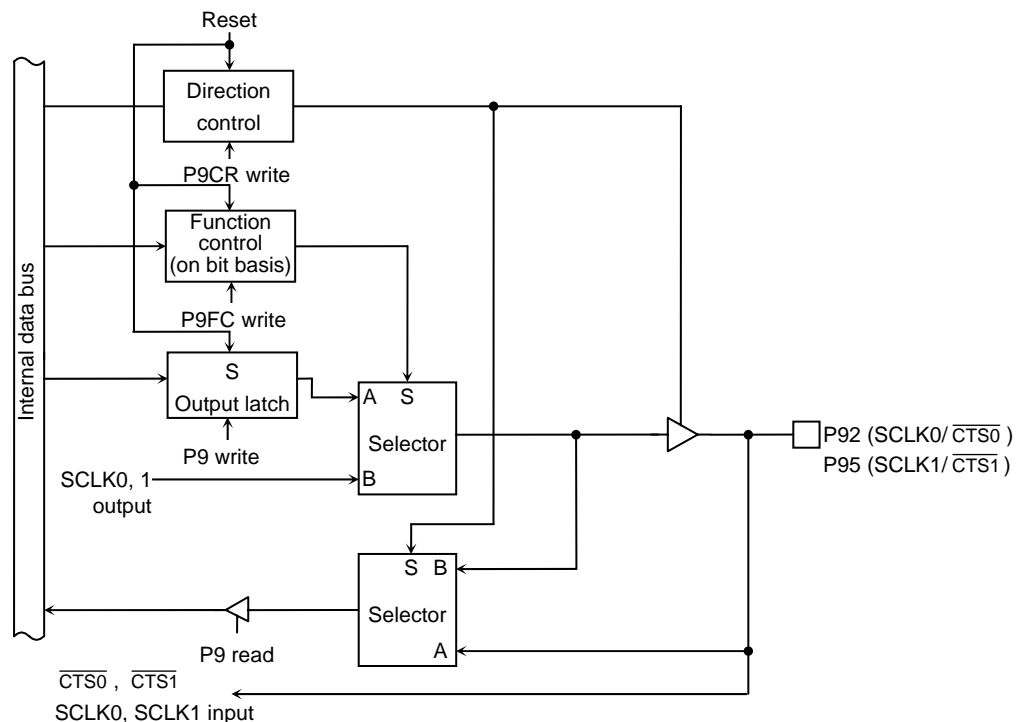 Reset
Direction
control
P9CR write
Function
control
(on bit basis)
P9FC write
Internal data bus
S
Output latch
P9 write
A S
Selector
B
SCLK0, 1
output
P92 (SCLK0/ CTS0 )
P95 (SCLK1/ CTS1 )
S B
Selector
A
P9 read
CTS0 , CTS1
SCLK0, SCLK1 input